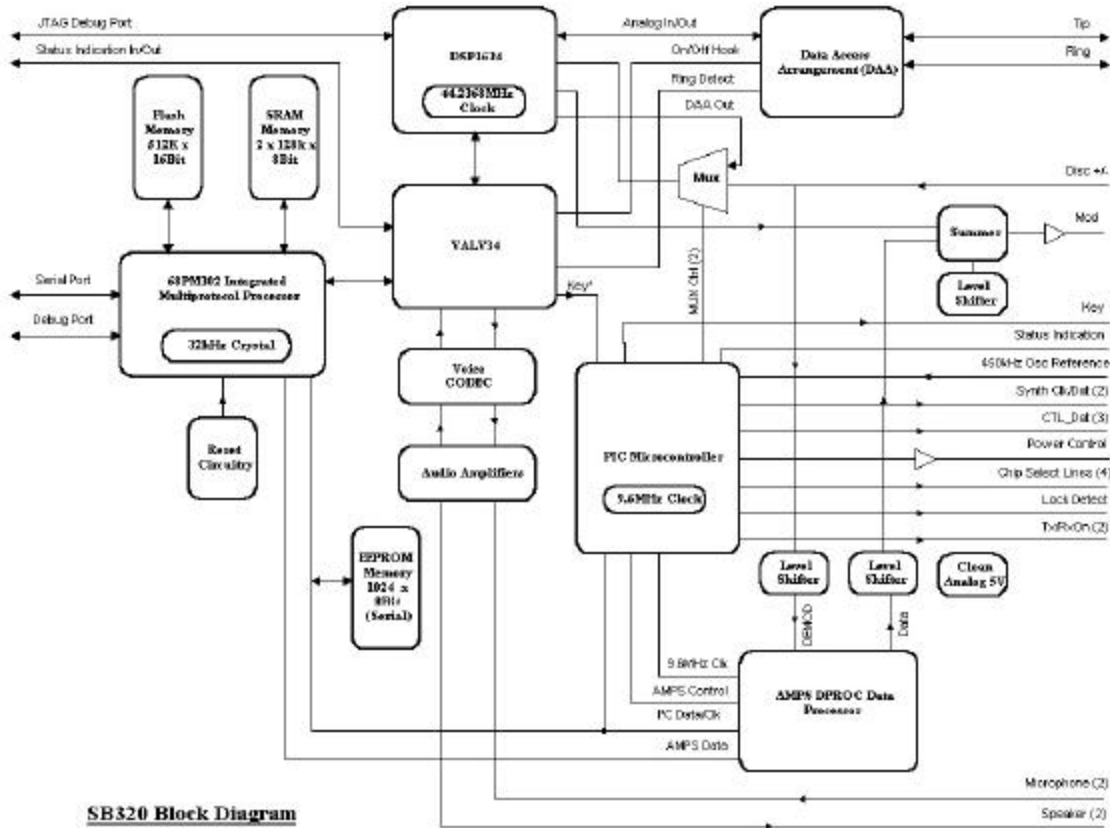 JTAG Debug Port
Status Indication In/Out
Analog In/Out
On/Off Hook
Ring Detect
DAA Out
Tip
Ring
44.2368MHz
Clock
Data Access
Arrangement (DAA)
Flash
Memory
512K x
16Bit
SRAM
Memory
2 x 128k x
8Bit
Mux
Disc +/-
Mod
Summer
Level
Shifter
VALV34
68PM302 Integrated
Multiprotocol Processor
32kHz Crystal
Serial Port
Debug Port
Key*
MUX Ctrl (2)
Key
Status Indication
450kHz Osc Reference
Synth Clk/Dat (2)
CTL_Dat (3)
Power Control
Chip Select Lines (4)
Lock Detect
Tx/RxOn (2)
Voice
CODEC
Reset
Circuitry
Audio Amplifiers
PIC Microcontroller
9.6MHz Clock
EEPROM
Memory
1024 x
8Bit
(Serial)
Level
Shifter
Level
Shifter
Clean
Analog 5V
DEMOD
Data
9.6MHz Clk
AMPS Control
Data/Clk
AMPS Data
AMPS DPROC Data
Processor
Microphone (2)
Speaker (2)
SB320 Block Diagram